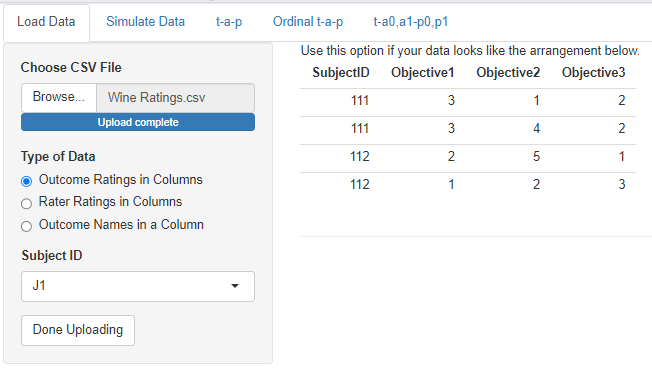 Load Data Simulate Data t-a-p Ordinal t-a-p t-a0,a1-p0,p1
Choose CSV File
Browse... Wine Ratings.csv
Upload complete
Type of Data
Outcome Ratings in Columns
Rater Ratings in Columns
Outcome Names in a Column
Subject ID
J1
Done Uploading
Use this option if your data looks like the arrangement below.
SubjectID Objective1 Objective2 Objective3
111 3 1 2
111 3 4 2
112 2 5 1
112 1 2 3